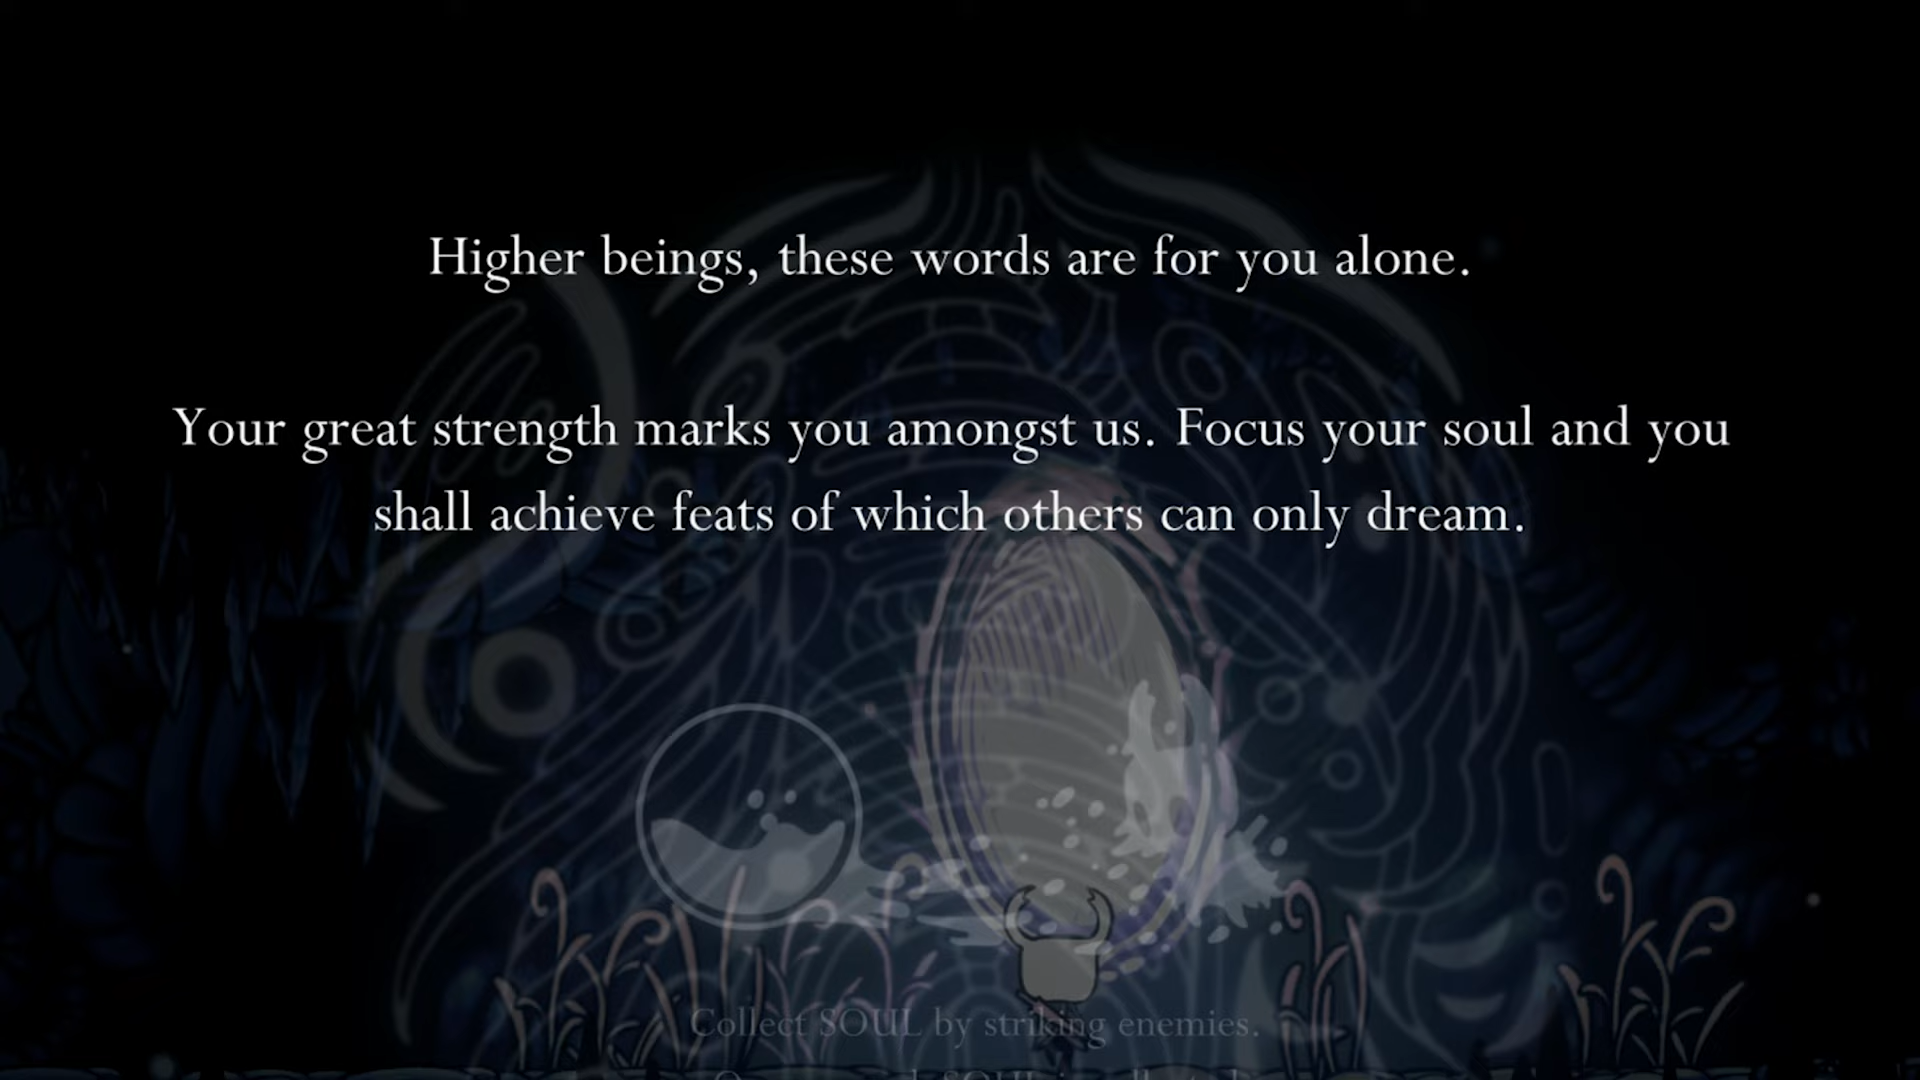 Higher beings, these words are for you alone.
Your great strength marks you amongst us. Focus your soul and you
shall achieve feats of which others can only dream.
Collect SOUL by striking enemies.